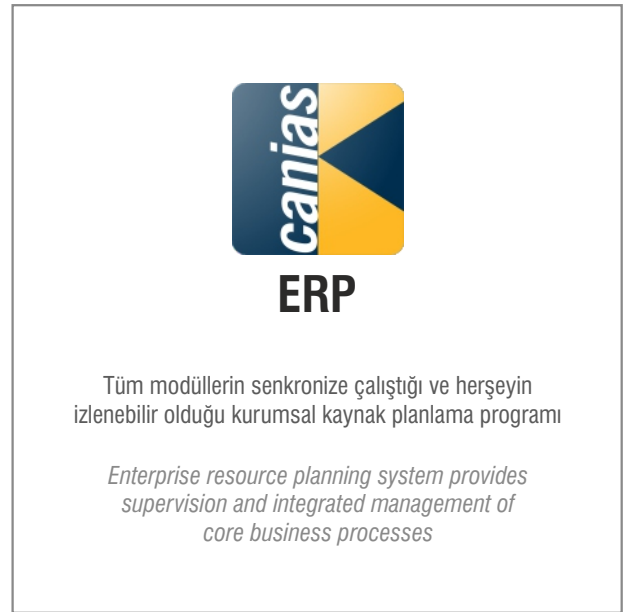 canias
ERP
Tüm modüllerin senkronize çalıştığı ve herşeyin
izlenebilir olduğu kurumsal kaynak planlama programı
Enterprise resource planning system provides
supervision and integrated management of
core business processes